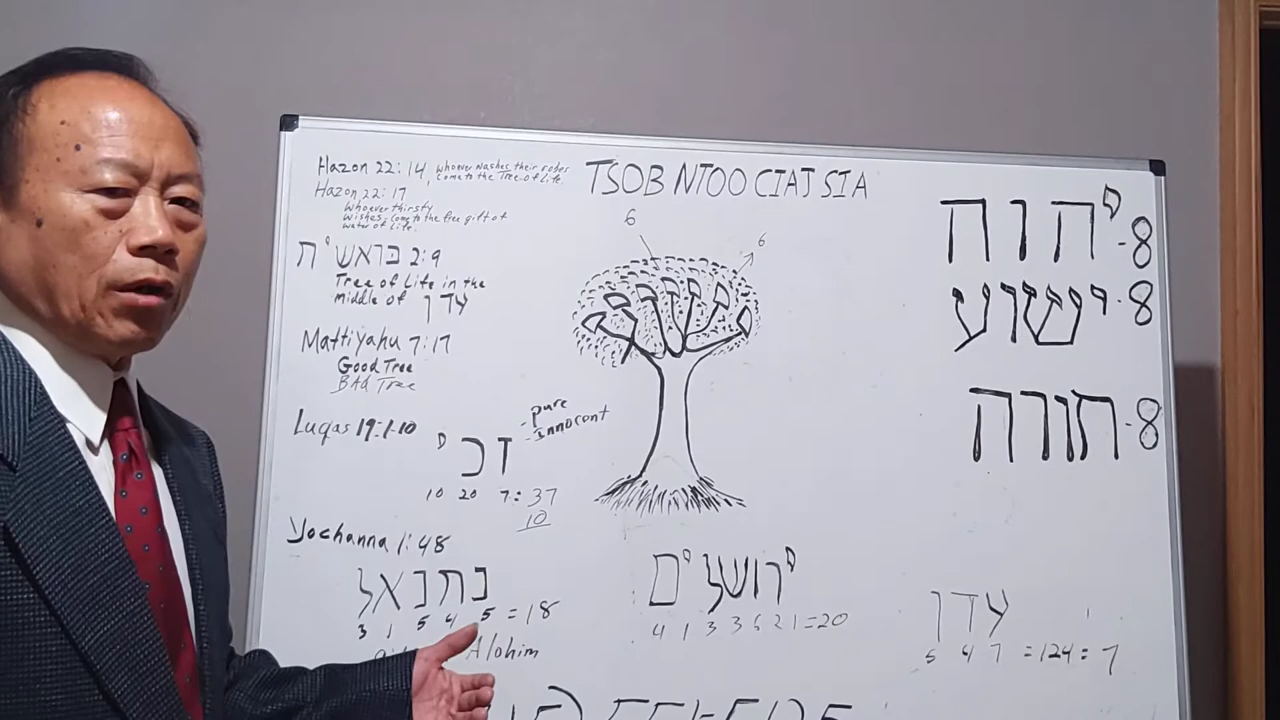 Hazon 22:14, whoever washes their robes
come to the Tree of Life.
Hazon 22:17
Whoever thirsty
wishes, come to the free gift of
water of life.
בראשית 2:9
Tree of Life in the
middle of עדן
Mattiyahu 7:17
Good Tree
BAd Tree
Luqas 19:1-10
- pure
- Innocent
זכי
10 20 7 = 37
10
Yochanna 1:48
נתנאל
3 1 5 4 5 = 18
Alohim
TSOB NTOO CIAJ SIA
6
6
ירושלים
4 1 3 3 6 2 1 = 20
יהוה - 8
ישוע - 8
תורה - 8
עדן
5 4 7 = 124 = 7